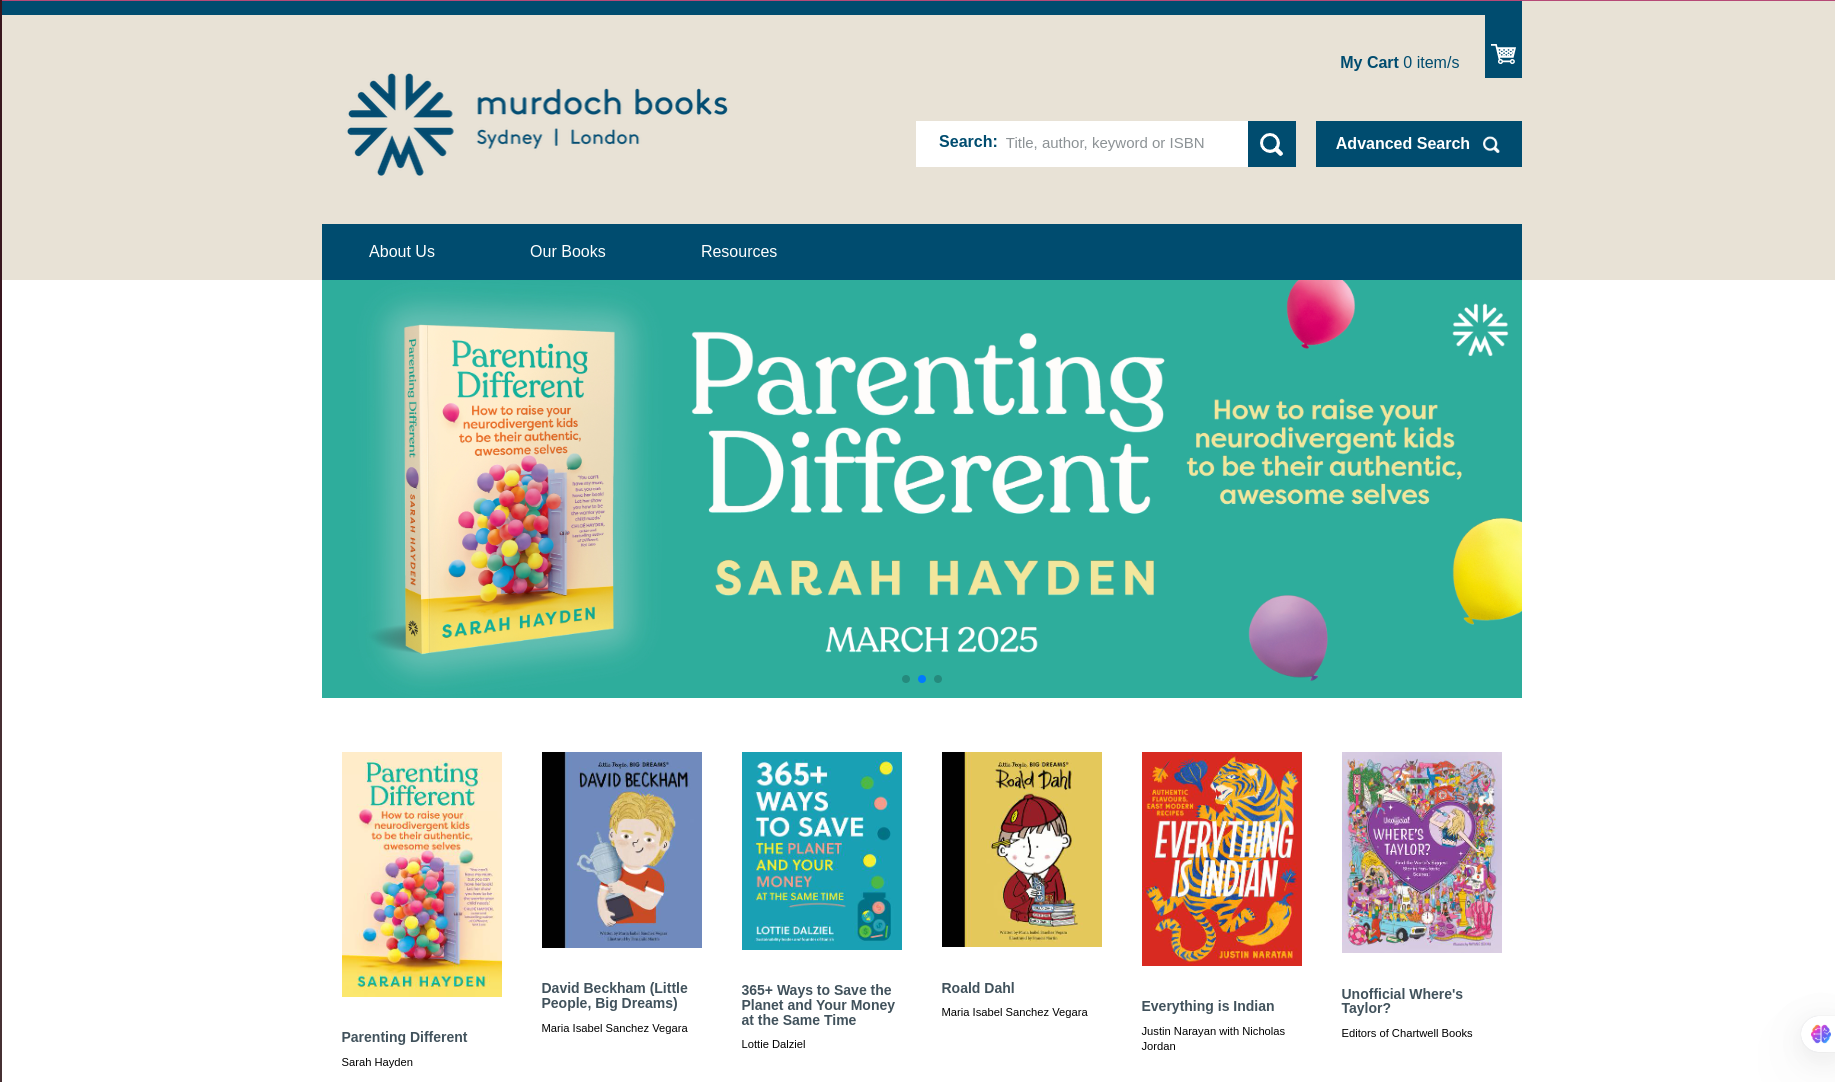 My Cart 0 item/s
murdoch books
Sydney | London
Search: Title, author, keyword or ISBN
Advanced Search
About Us
Our Books
Resources
Parenting Different
SARAH HAYDEN
Parenting
Different
How to raise your
neurodivergent kids
to be their authentic,
awesome selves
SARAH HAYDEN
Parenting
Different
SARAH HAYDEN
MARCH 2025
How to raise your
neurodivergent kids
to be their authentic,
awesome selves
Parenting
Different
How to raise your
neurodivergent kids
to be their authentic,
awesome selves
SARAH HAYDEN
Parenting Different
Sarah Hayden
Little People, BIG DREAMS
DAVID BECKHAM
David Beckham (Little
People, Big Dreams)
Maria Isabel Sanchez Vegara
365+
WAYS
TO SAVE
THE PLANET
AND YOUR
MONEY
AT THE SAME TIME
LOTTIE DALZIEL
365+ Ways to Save the
Planet and Your Money
at the Same Time
Lottie Dalziel
Little People, BIG DREAMS
Roald Dahl
Roald Dahl
Maria Isabel Sanchez Vegara
AUTHENTIC
FLAVOURS,
EASY MODERN
RECIPES
EVERYTHING
IS INDIAN
JUSTIN NARAYAN
Everything is Indian
Justin Narayan with Nicholas
Jordan
Unofficial
WHERE'S
TAYLOR?
Unofficial Where's
Taylor?
Editors of Chartwell Books